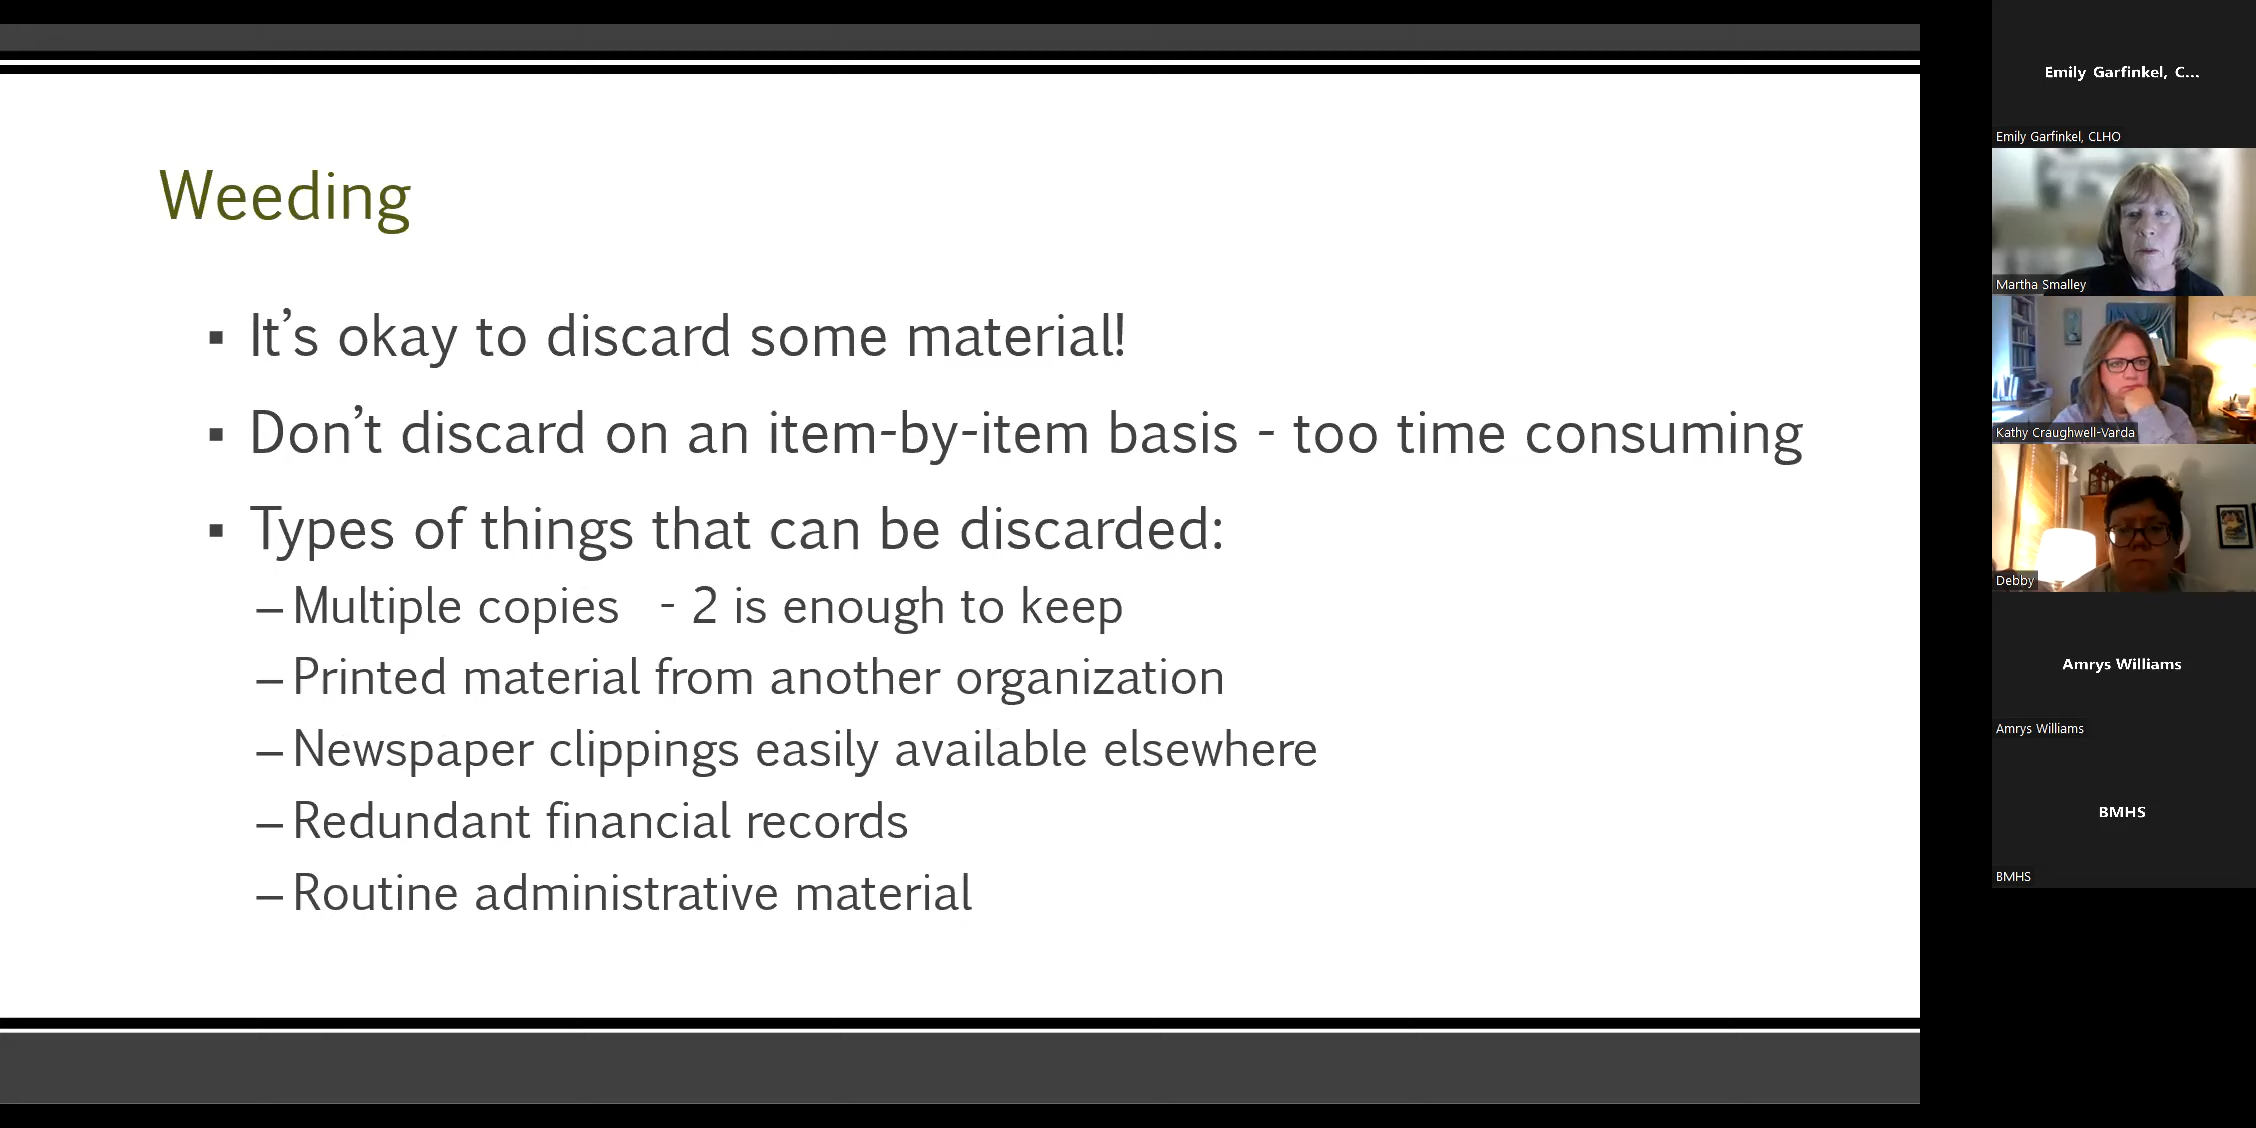 Weeding
▪ It's okay to discard some material!
▪ Don't discard on an item-by-item basis - too time consuming
▪ Types of things that can be discarded:
– Multiple copies - 2 is enough to keep
– Printed material from another organization
– Newspaper clippings easily available elsewhere
– Redundant financial records
– Routine administrative material
Emily Garfinkel, C...
Emily Garfinkel, CLHO
Martha Smalley
Kathy Craughwell-Varda
Debby
Amrys Williams
Amrys Williams
BMHS
BMHS